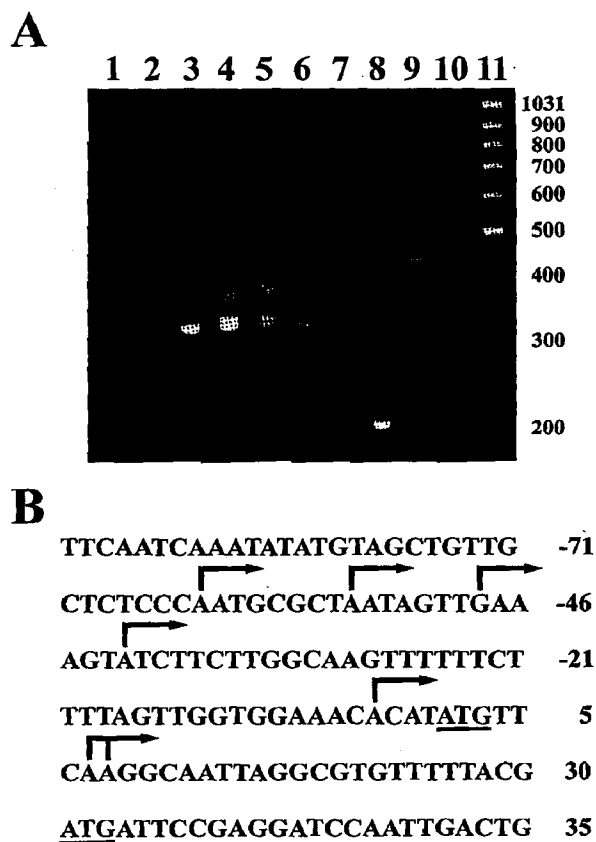 A
1 2 3 4 5 6 7 8 9 10 11
1031
900
800
700
600
500
400
300
200
B
TTCAATCAAATATATGTAGCTGTTG -71
CTCTCCCAATGCGCTAATAGTTGAA -46
AGTATCTTCTTGGCAAGTTTTTTCT -21
TTTAGTTGGTGGAAACACATATGTT 5
CAAGGCAATTAGGCGTGTTTTTACG 30
ATGATTCCGAGGATCCAATTGACTG 35